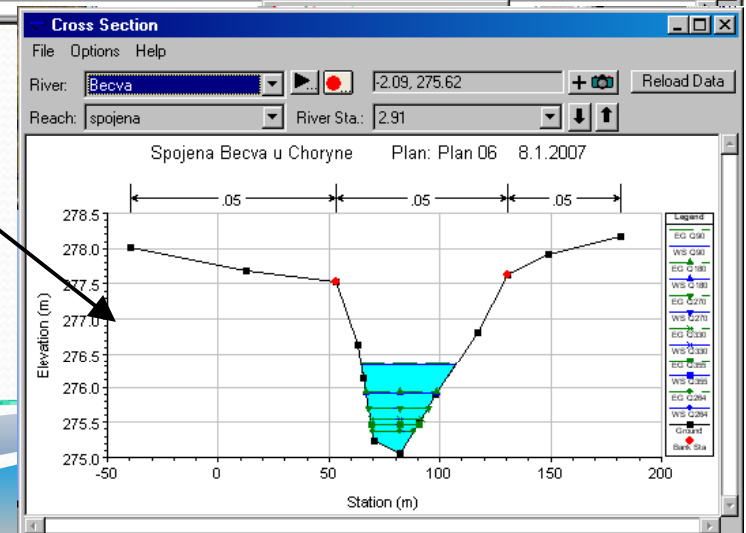 Cross Section
File Options Help
River: Becva -2.09, 275.62 Reload Data
Reach: spojena River Sta.: 2.91
Spojena Becva u Choryne Plan: Plan 06 8.1.2007
.05 .05 .05
278.5
278.0
277.5
277.0
276.5
276.0
275.5
275.0
-50 0 50 100 150 200
Elevation (m)
Station (m)
Legend
EG Q90
WS Q90
EG Q180
WS Q180
EG Q270
WS Q270
EG Q330
WS Q330
EG Q355
WS Q355
EG Q264
WS Q264
Ground
Bank Sta